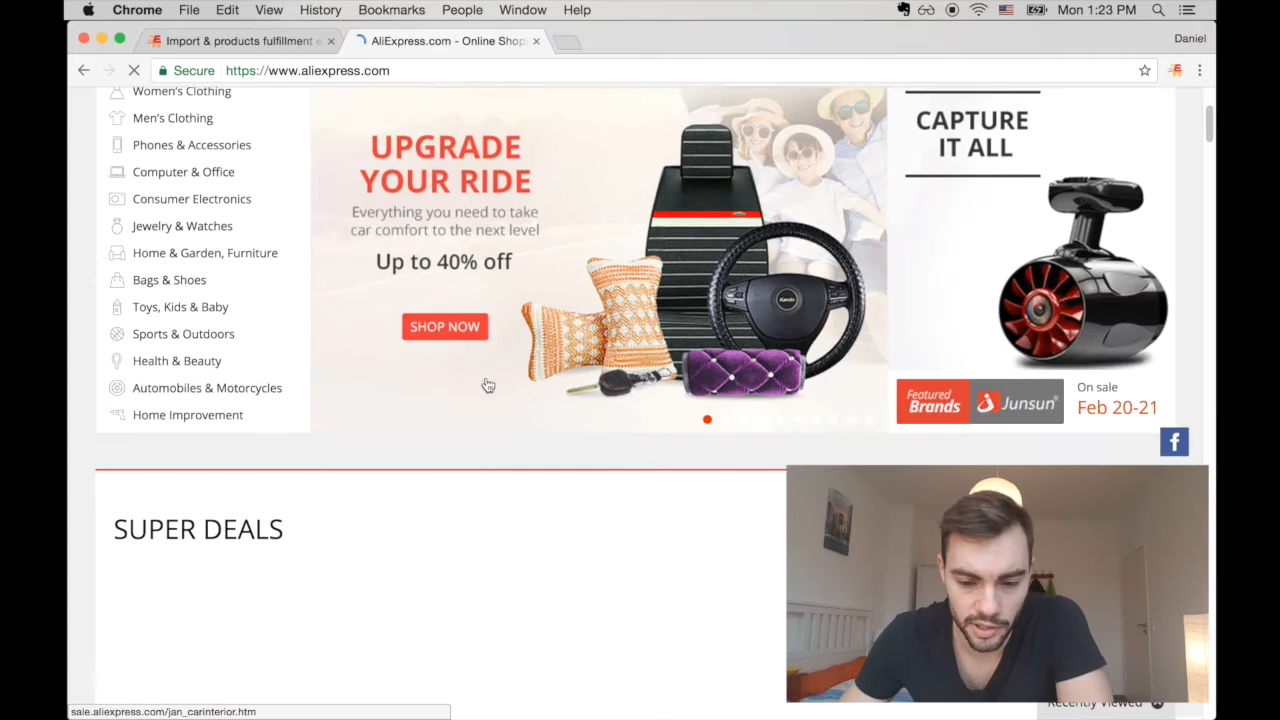 Chrome File Edit View History Bookmarks People Window Help Mon 1:23 PM
Import & products fulfillment e
AliExpress.com - Online Shop
Daniel
Secure https://www.aliexpress.com
Women's Clothing
Men's Clothing
Phones & Accessories
Computer & Office
Consumer Electronics
Jewelry & Watches
Home & Garden, Furniture
Bags & Shoes
Toys, Kids & Baby
Sports & Outdoors
Health & Beauty
Automobiles & Motorcycles
Home Improvement
UPGRADE
YOUR RIDE
Everything you need to take
car comfort to the next level
Up to 40% off
SHOP NOW
CAPTURE
IT ALL
Featured
Brands
Junsun
On sale
Feb 20-21
f
SUPER DEALS
Recently Viewed
sale.aliexpress.com/jan_carinterior.htm